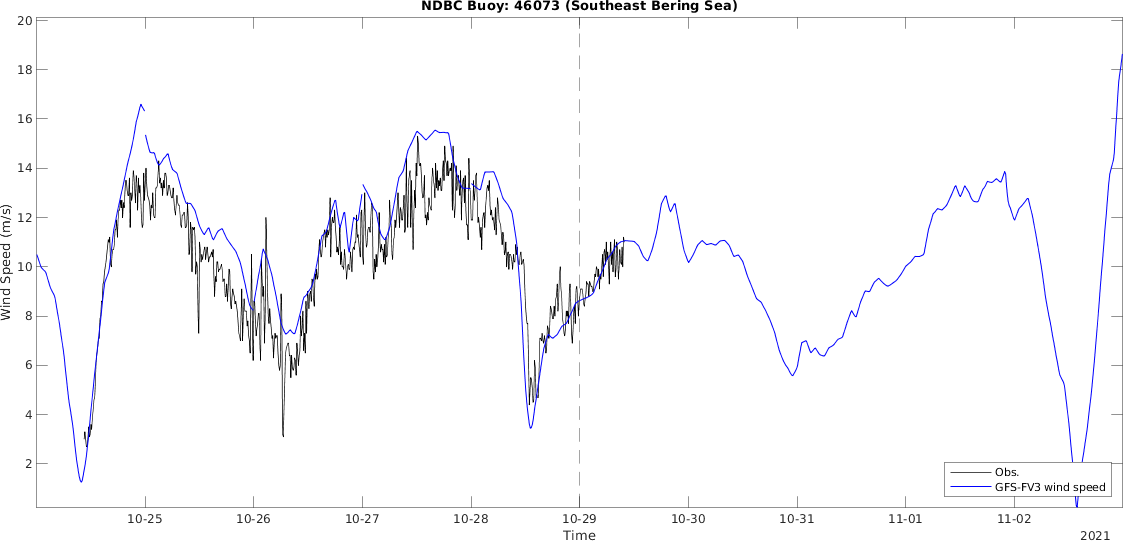 NDBC Buoy: 46073 (Southeast Bering Sea)
20
18
16
14
12
10
8
6
4
2
Wind Speed (m/s)
Obs.
GFS-FV3 wind speed
10-25 10-26 10-27 10-28 10-29 10-30 10-31 11-01 11-02
Time
2021